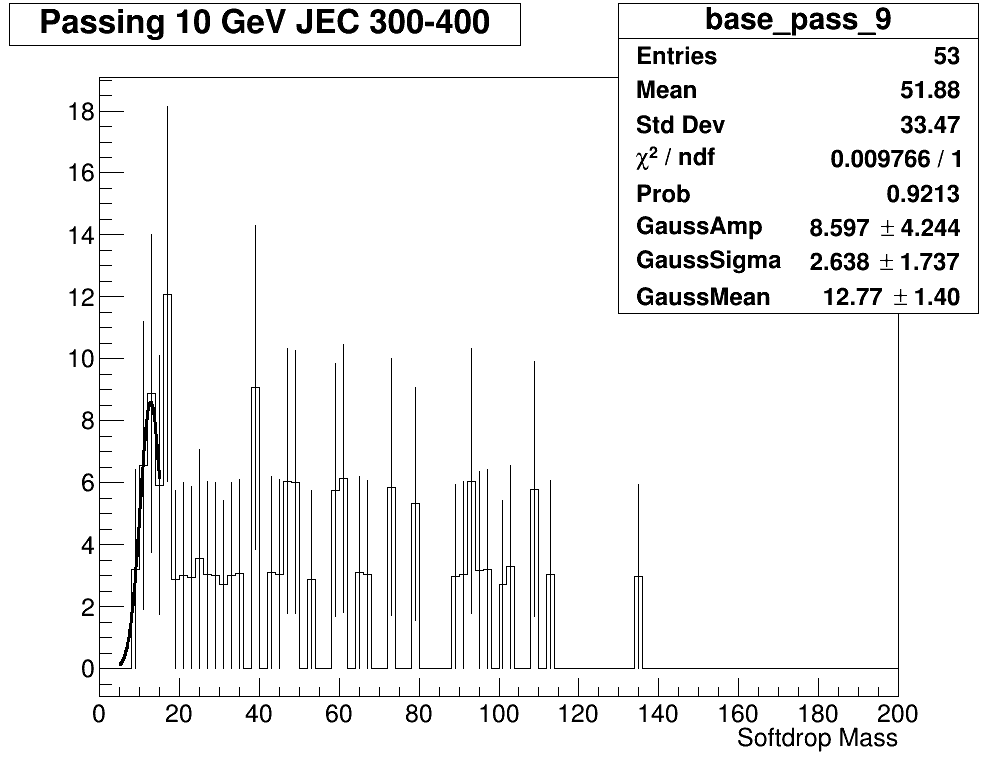 Passing 10 GeV JEC 300-400
base_pass_9
Entries 53
Mean 51.88
Std Dev 33.47
χ² / ndf 0.009766 / 1
Prob 0.9213
GaussAmp 8.597 ± 4.244
GaussSigma 2.638 ± 1.737
GaussMean 12.77 ± 1.40
18
16
14
12
10
8
6
4
2
0
0 20 40 60 80 100 120 140 160 180 200
Softdrop Mass